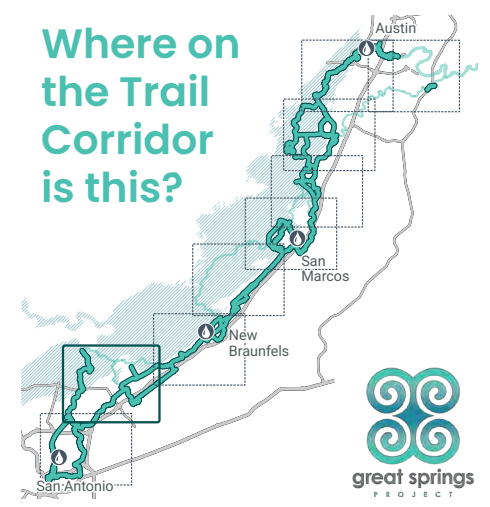 Where on
the Trail
Corridor
is this?
Austin
San
Marcos
New
Braunfels
San Antonio
great springs
PROJECT